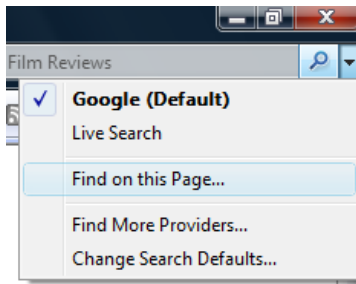 Film Reviews
Google (Default)
Live Search
Find on this Page...
Find More Providers...
Change Search Defaults...